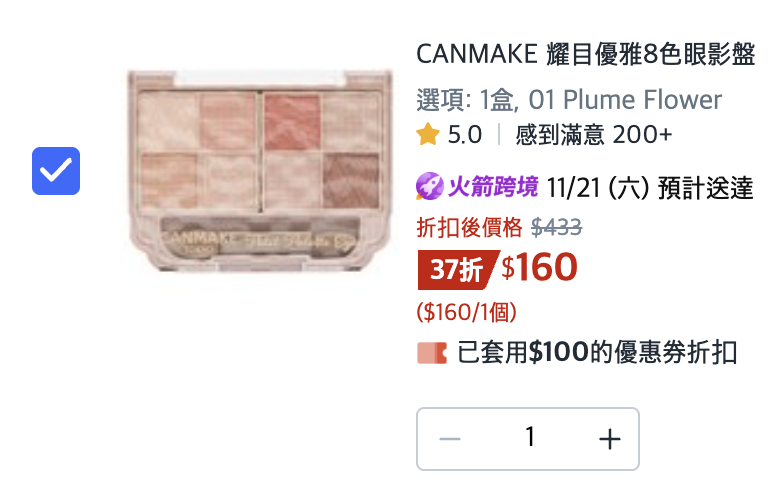 CANMAKE 耀目優雅8色眼影盤
選項: 1盒, 01 Plume Flower
5.0 | 感到滿意 200+
火箭跨境 11/21 (六) 預計送達
折扣後價格 $433
37折 $160
($160/1個)
已套用$100的優惠券折扣
− 1 +
CANMAKE